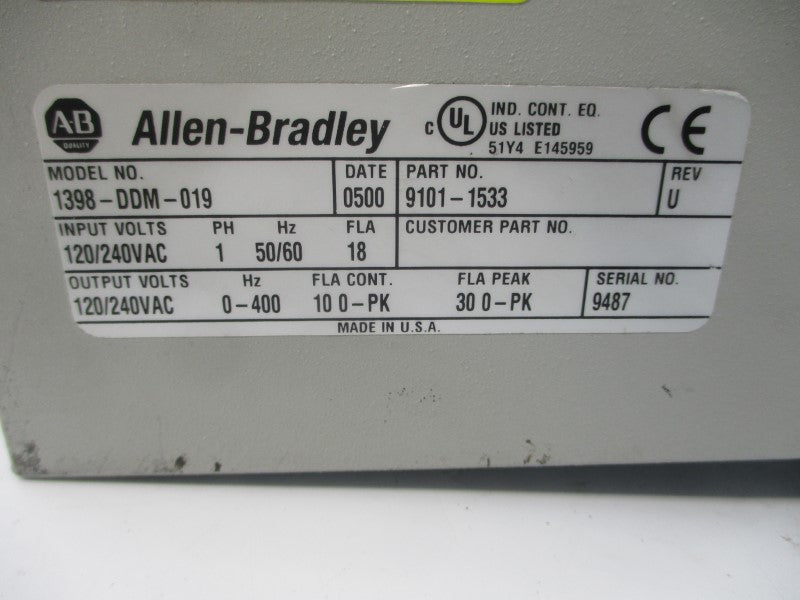 A-B
QUALITY
Allen-Bradley
C UL IND. CONT. EQ.
US LISTED
51Y4 E145959
CE
MODEL NO. DATE PART NO. REV
1398-DDM-019 0500 9101-1533 U
INPUT VOLTS PH Hz FLA CUSTOMER PART NO.
120/240VAC 1 50/60 18
OUTPUT VOLTS Hz FLA CONT. FLA PEAK SERIAL NO.
120/240VAC 0-400 10 0-PK 30 0-PK 9487
MADE IN U.S.A.